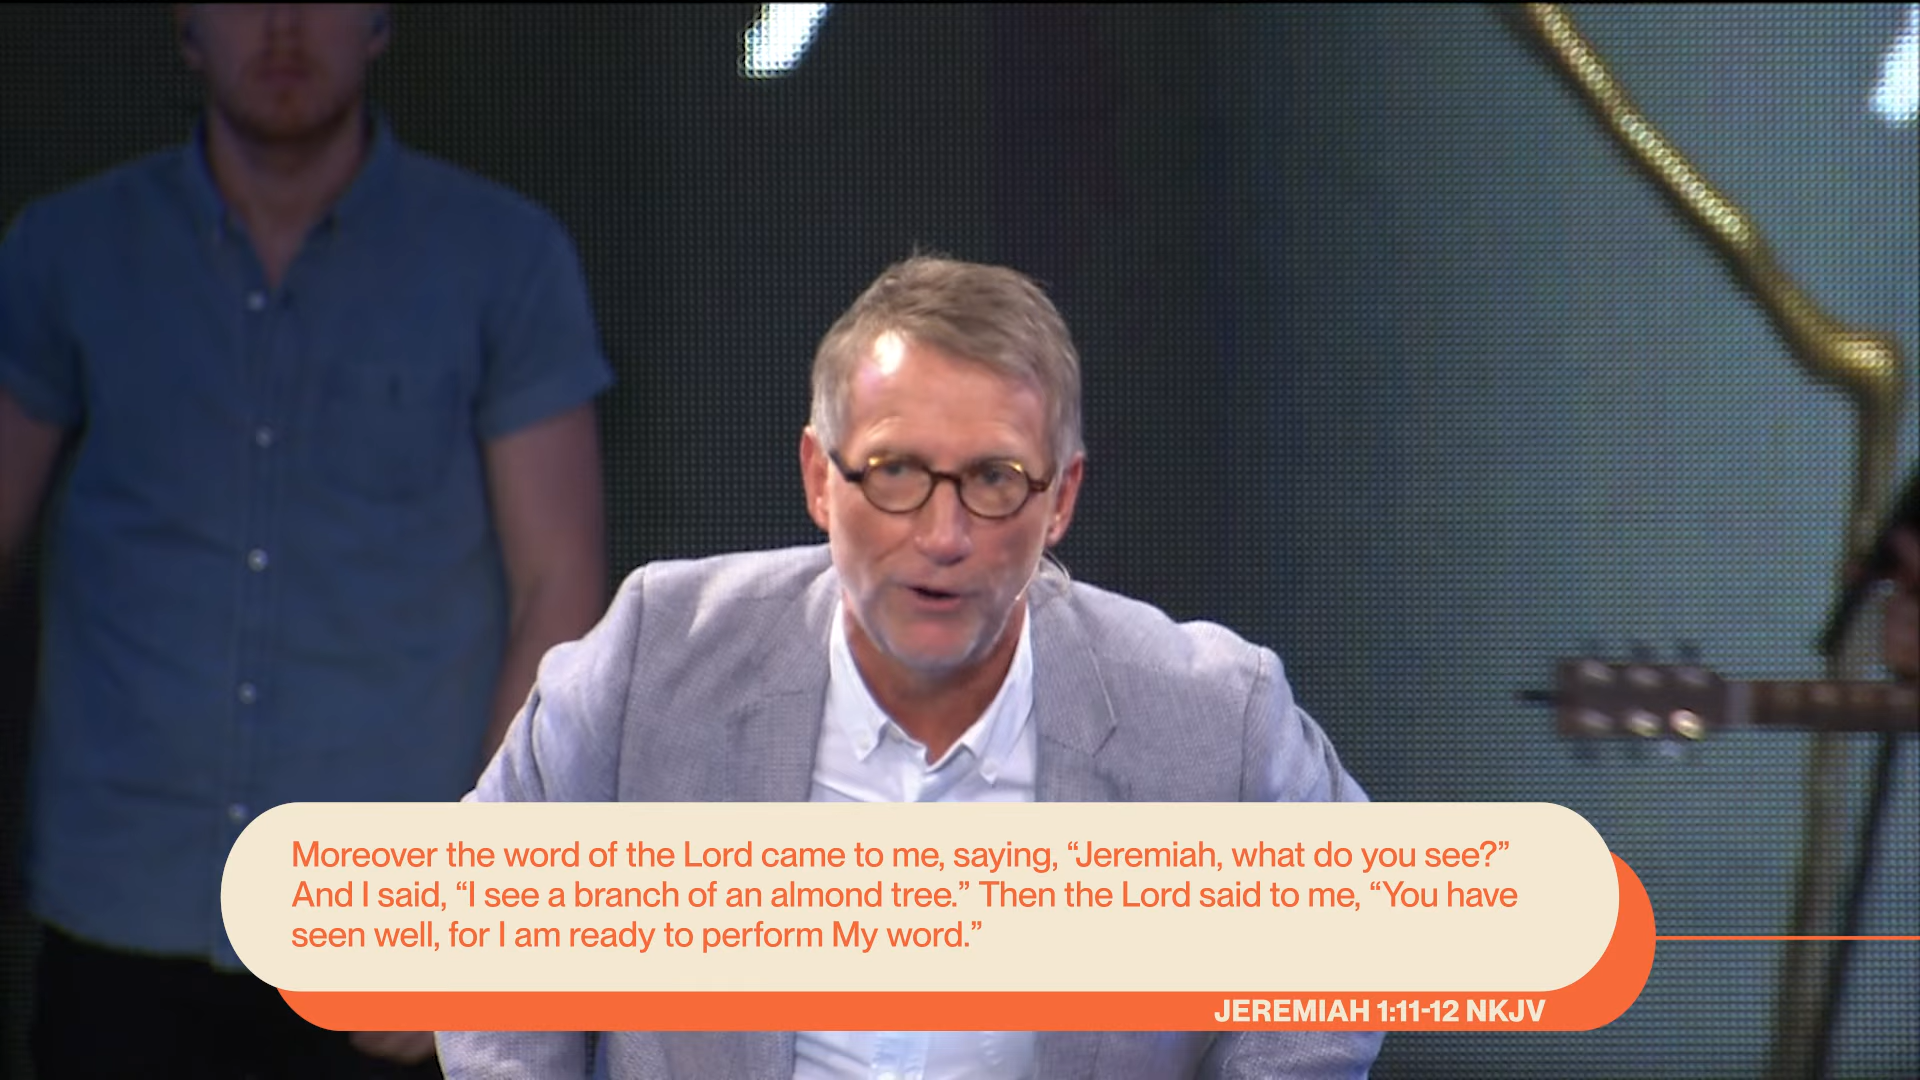 Moreover the word of the Lord came to me, saying, “Jeremiah, what do you see?”
And I said, “I see a branch of an almond tree.” Then the Lord said to me, “You have
seen well, for I am ready to perform My word.”
JEREMIAH 1:11-12 NKJV